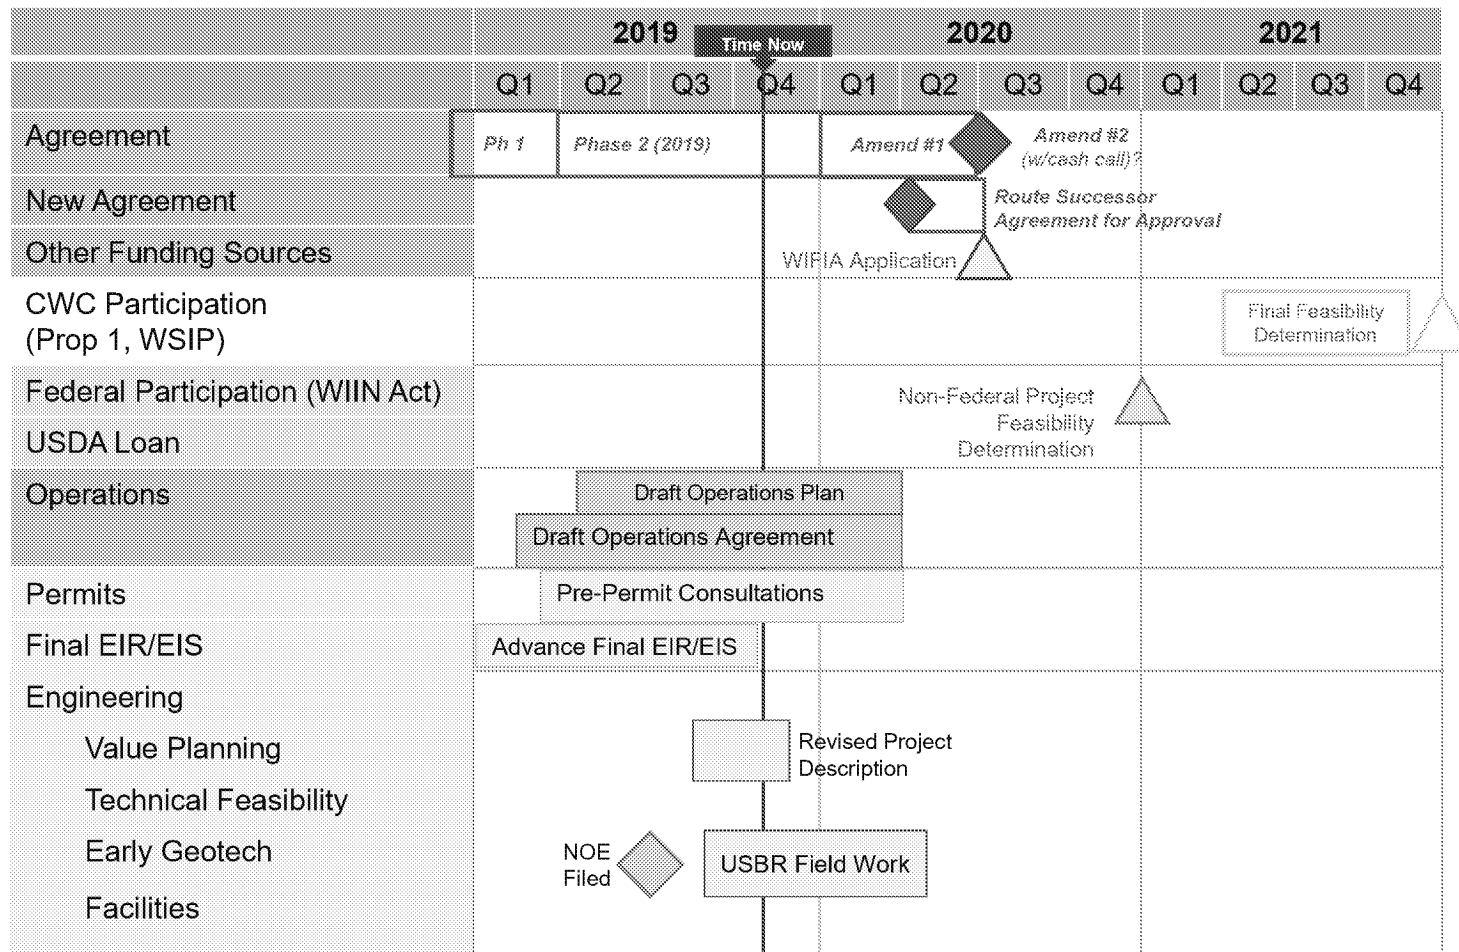 2019 2020 2021
Time Now
Q1 Q2 Q3 Q4 Q1 Q2 Q3 Q4 Q1 Q2 Q3 Q4
Agreement
Ph 1
Phase 2 (2019)
Amend #1
Amend #2
(w/cash call)?
New Agreement
Route Successor
Agreement for Approval
Other Funding Sources
WIFIA Application
CWC Participation
(Prop 1, WSIP)
Final Feasibility
Determination
Federal Participation (WIIN Act)
Non-Federal Project
Feasibility
Determination
USDA Loan
Operations
Draft Operations Plan
Draft Operations Agreement
Permits
Pre-Permit Consultations
Final EIR/EIS
Advance Final EIR/EIS
Engineering
Value Planning
Revised Project
Description
Technical Feasibility
Early Geotech
NOE
Filed
USBR Field Work
Facilities